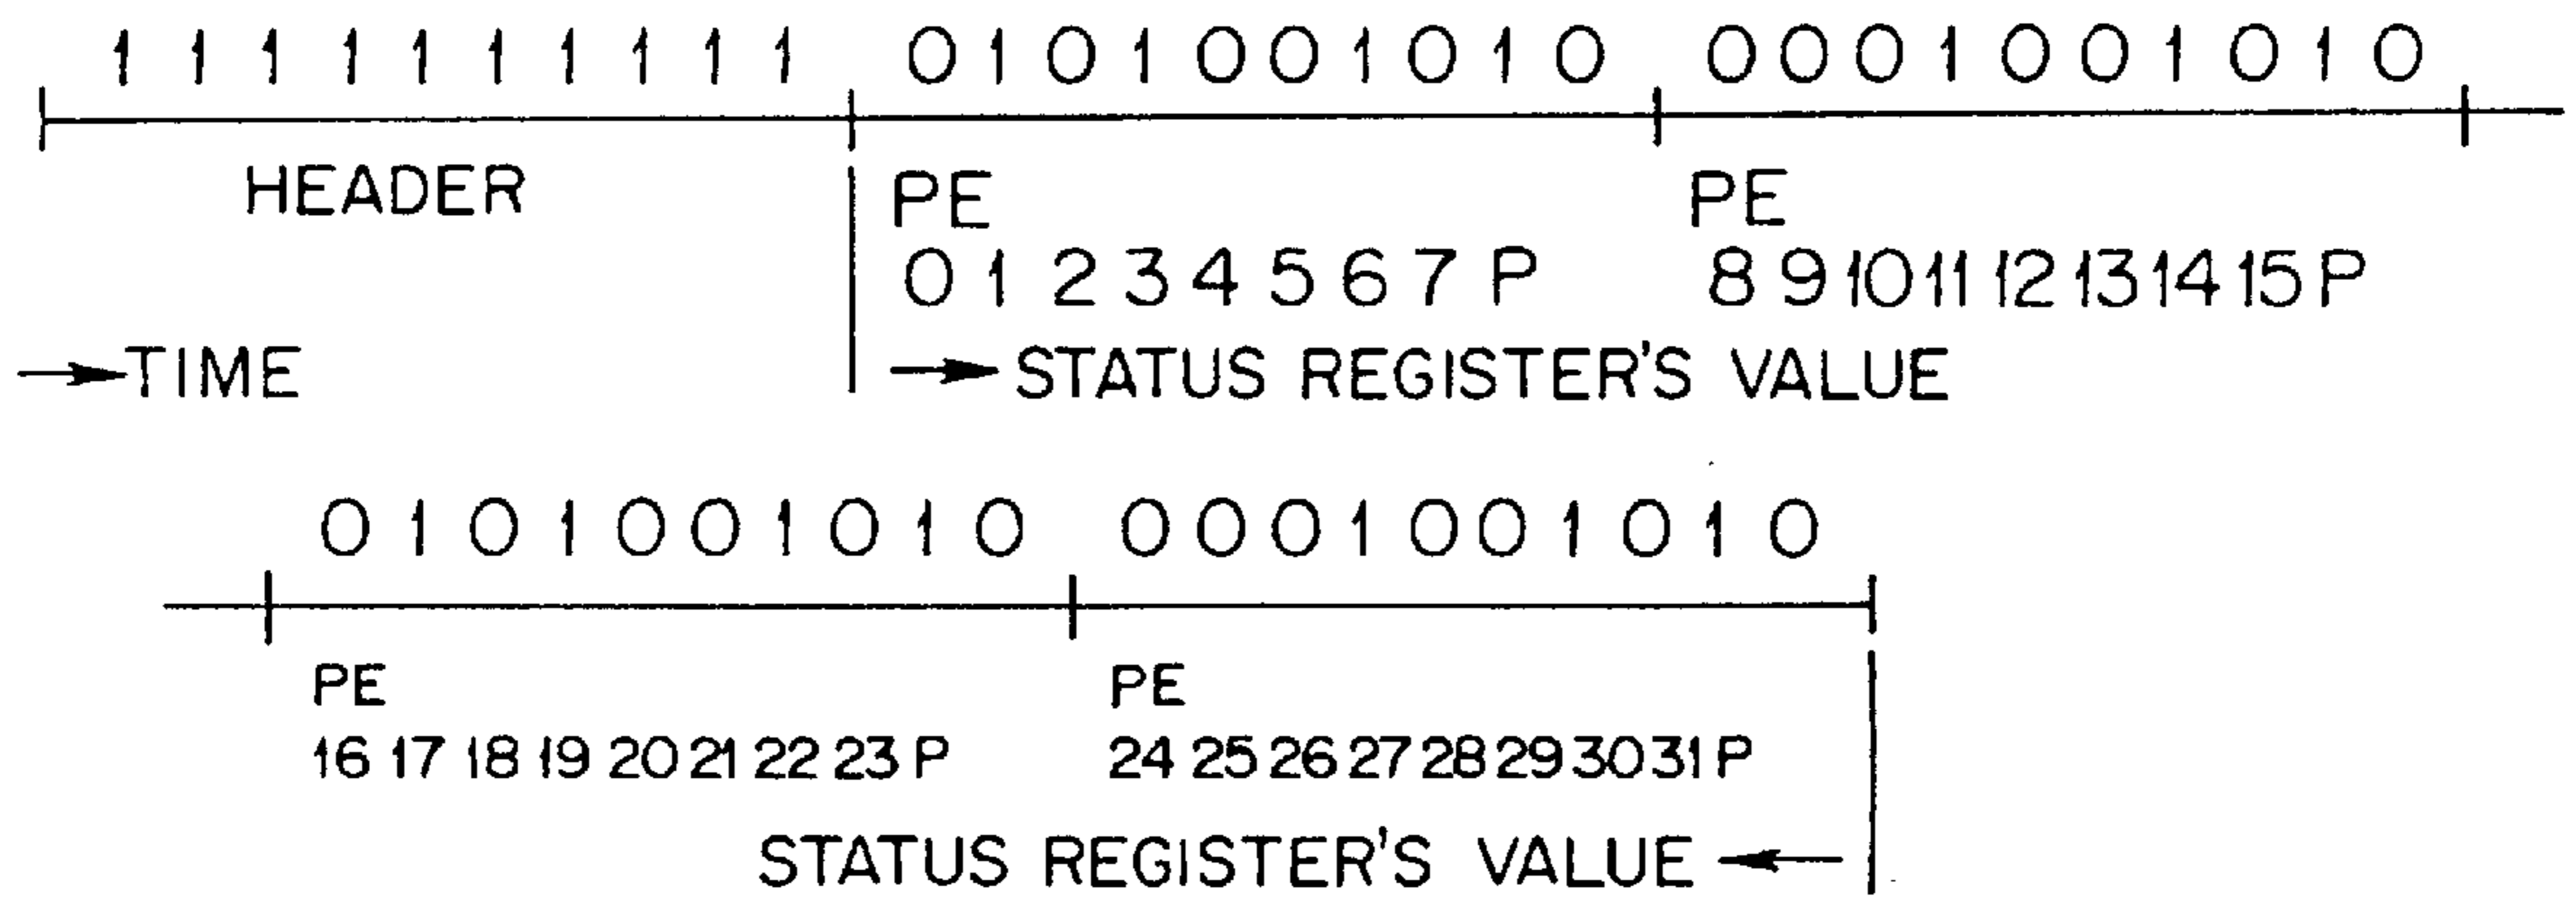 1 1 1 1 1 1 1 1 1 1 0 1 0 1 0 0 1 0 1 0 0 0 0 1 0 0 1 0 1 0
HEADER PE PE
0 1 2 3 4 5 6 7 P 8 9 10 11 12 13 14 15 P
→TIME → STATUS REGISTER'S VALUE
0 1 0 1 0 0 1 0 1 0 0 0 0 1 0 0 1 0 1 0
PE PE
16 17 18 19 20 21 22 23 P 24 25 26 27 28 29 30 31 P
STATUS REGISTER'S VALUE ←